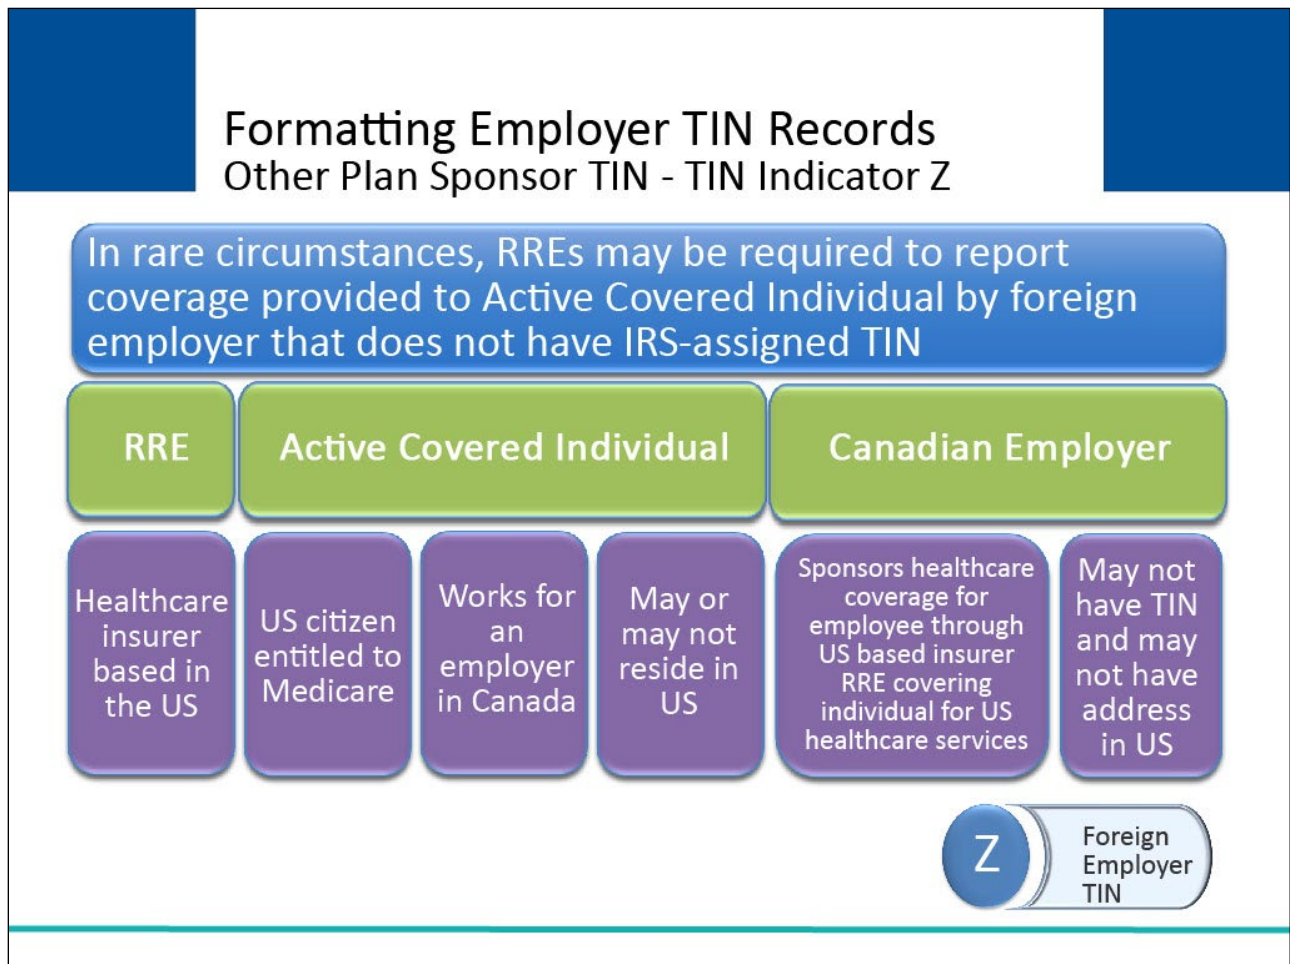 Formatting Employer TIN Records
Other Plan Sponsor TIN - TIN Indicator Z
In rare circumstances, RREs may be required to report
coverage provided to Active Covered Individual by foreign
employer that does not have IRS-assigned TIN
RRE
Active Covered Individual
Canadian Employer
Healthcare
insurer
based in
the US
US citizen
entitled to
Medicare
Works for
an
employer
in Canada
May or
may not
reside in
US
Sponsors healthcare
coverage for
employee through
US based insurer
RRE covering
individual for US
healthcare services
May not
have TIN
and may
not have
address
in US
Z
Foreign
Employer
TIN